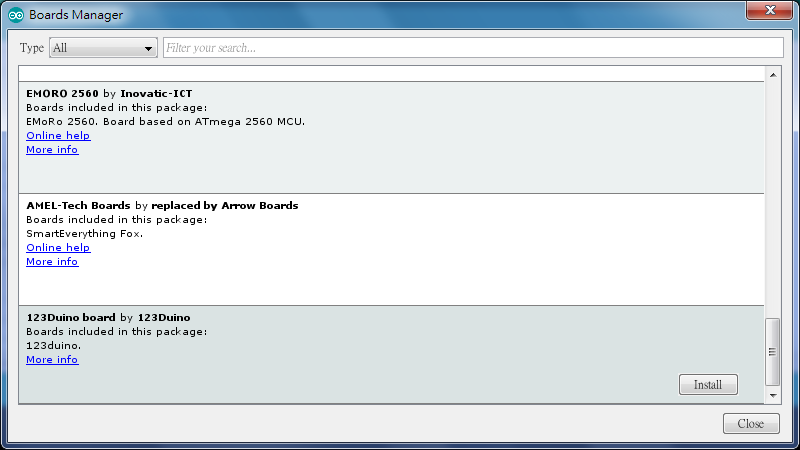 Boards Manager
Type All Filter your search...
EMORO 2560 by Inovatic-ICT
Boards included in this package:
EMoRo 2560. Board based on ATmega 2560 MCU.
Online help
More info
AMEL-Tech Boards by replaced by Arrow Boards
Boards included in this package:
SmartEverything Fox.
Online help
More info
123Duino board by 123Duino
Boards included in this package:
123duino.
More info
Install
Close